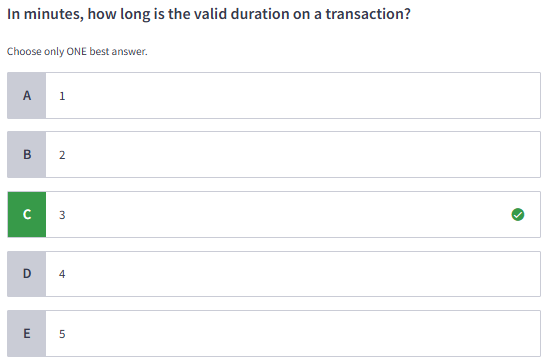 In minutes, how long is the valid duration on a transaction?
Choose only ONE best answer.
A 1
B 2
C 3
D 4
E 5